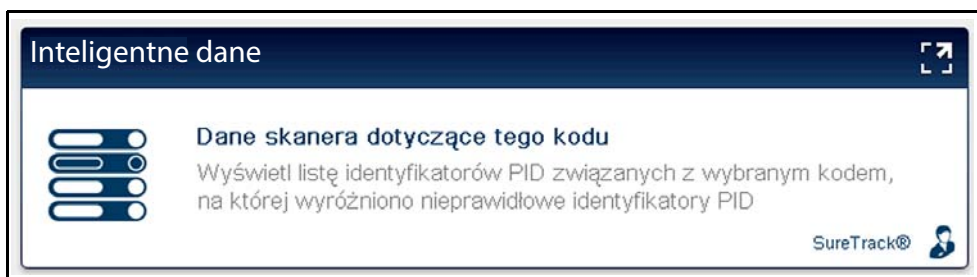 Inteligentne dane
Dane skanera dotyczące tego kodu
Wyświetl listę identyfikatorów PID związanych z wybranym kodem,
na której wyróżniono nieprawidłowe identyfikatory PID
SureTrack®